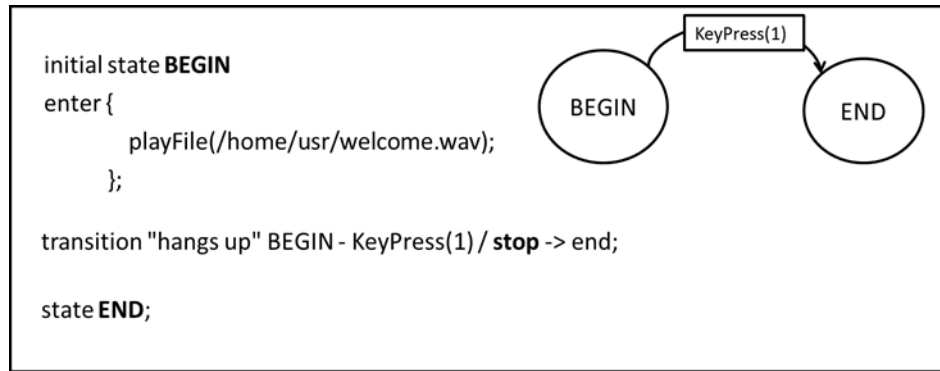 initial state BEGIN
enter {
playFile(/home/usr/welcome.wav);
};
transition "hangs up" BEGIN - KeyPress(1) / stop -> end;
state END;
KeyPress(1)
BEGIN
END